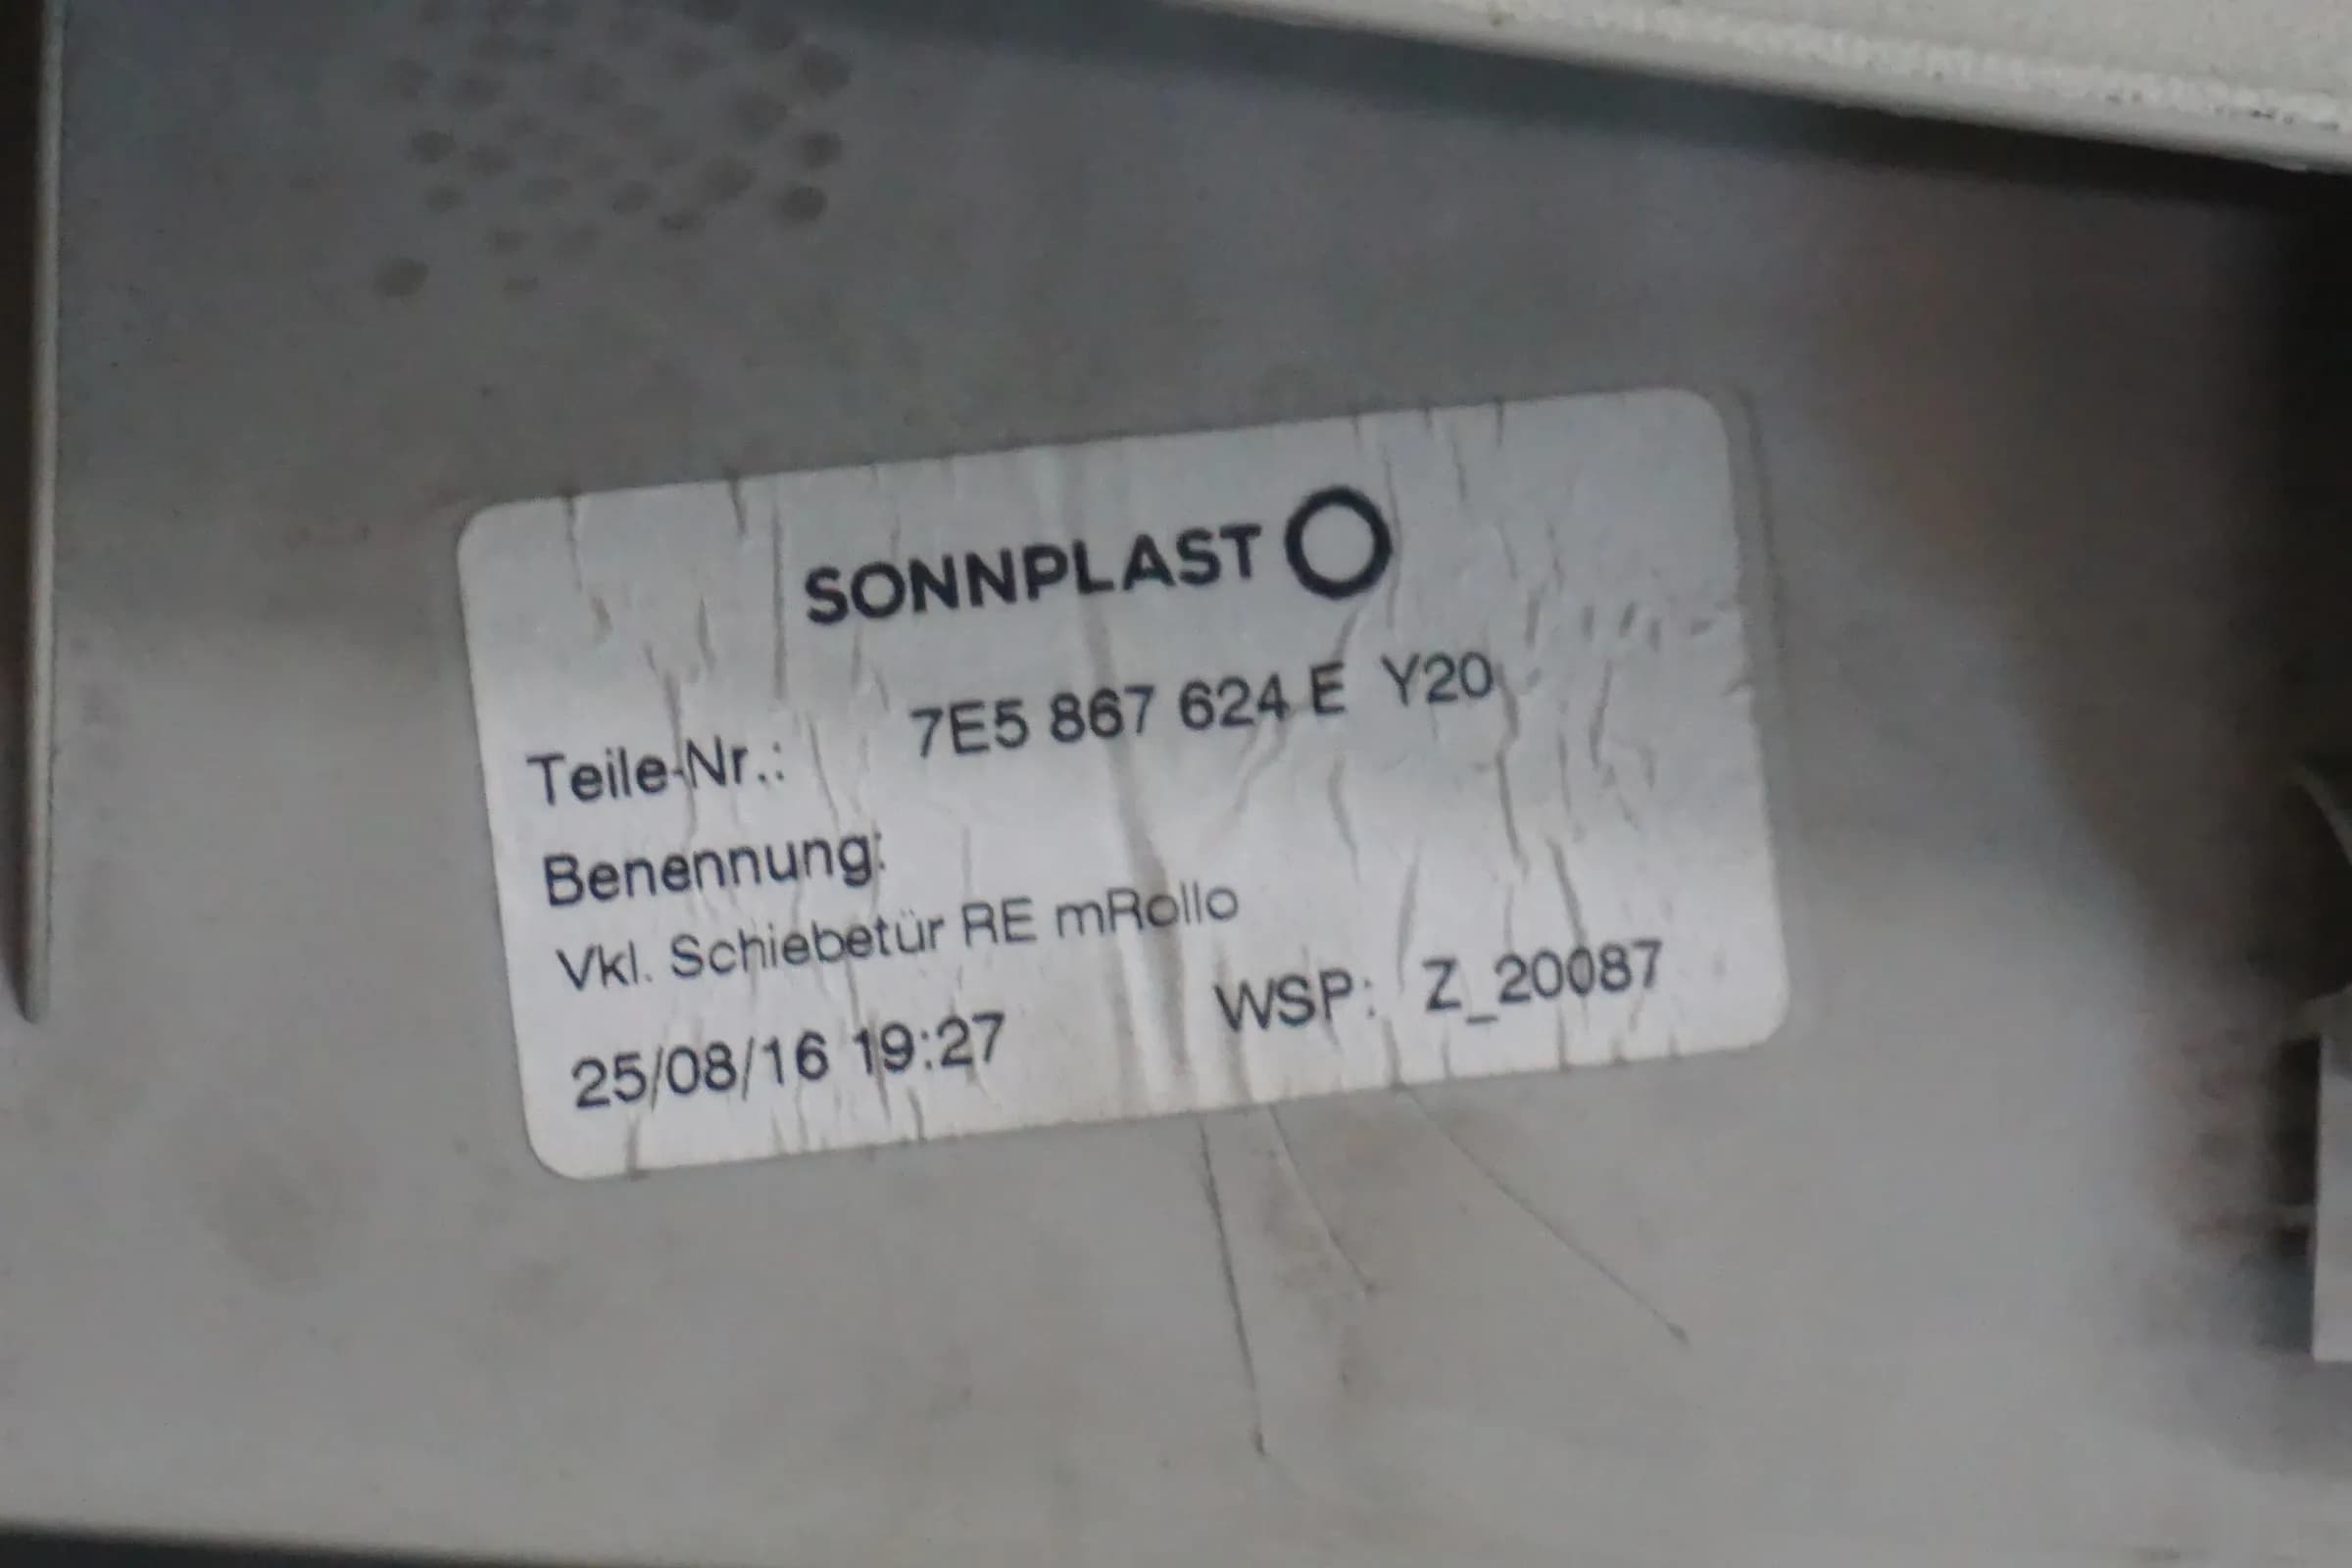 SONNPLAST
Teile-Nr.: 7E5 867 624 E Y20
Benennung:
Vkl. Schiebetür RE mRollo
25/08/16 19:27 WSP: Z_20087